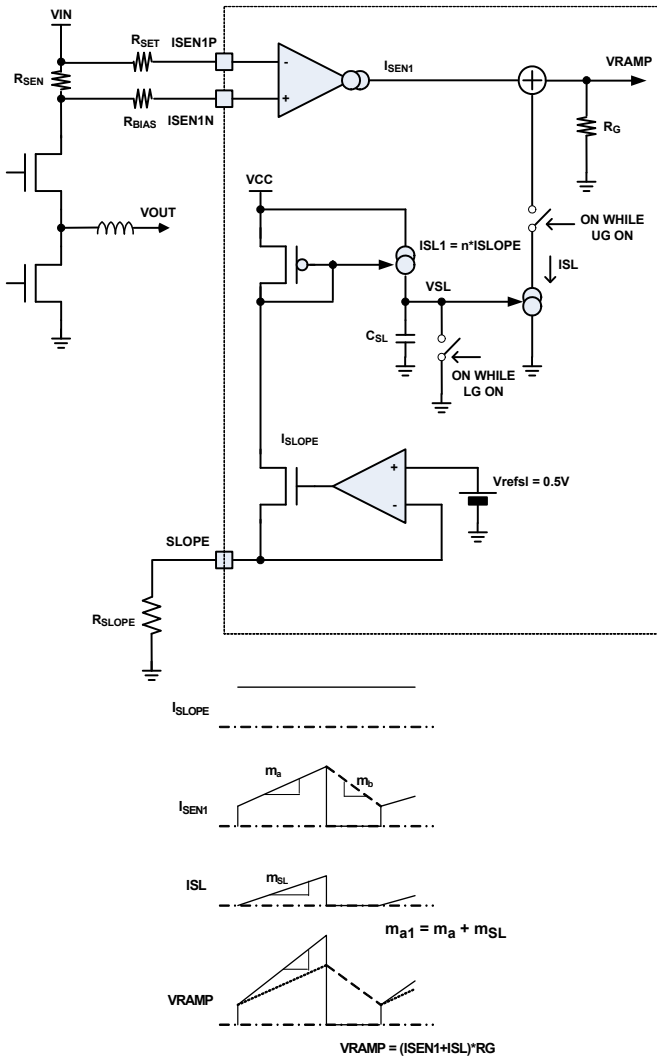 VIN
RSET
ISEN1P
RSEN
ISEN1
VRAMP
-
+
+
RBIAS
ISEN1N
RG
VCC
VOUT
ISL1 = n*ISLOPE
ON WHILE
UG ON
ISL
VSL
CSL
ON WHILE
LG ON
ISLOPE
+
-
Vrefsl = 0.5V
SLOPE
RSLOPE
ISLOPE
ma
mb
ISEN1
mSL
ISL
ma1 = ma + mSL
VRAMP
VRAMP = (ISEN1+ISL)*RG